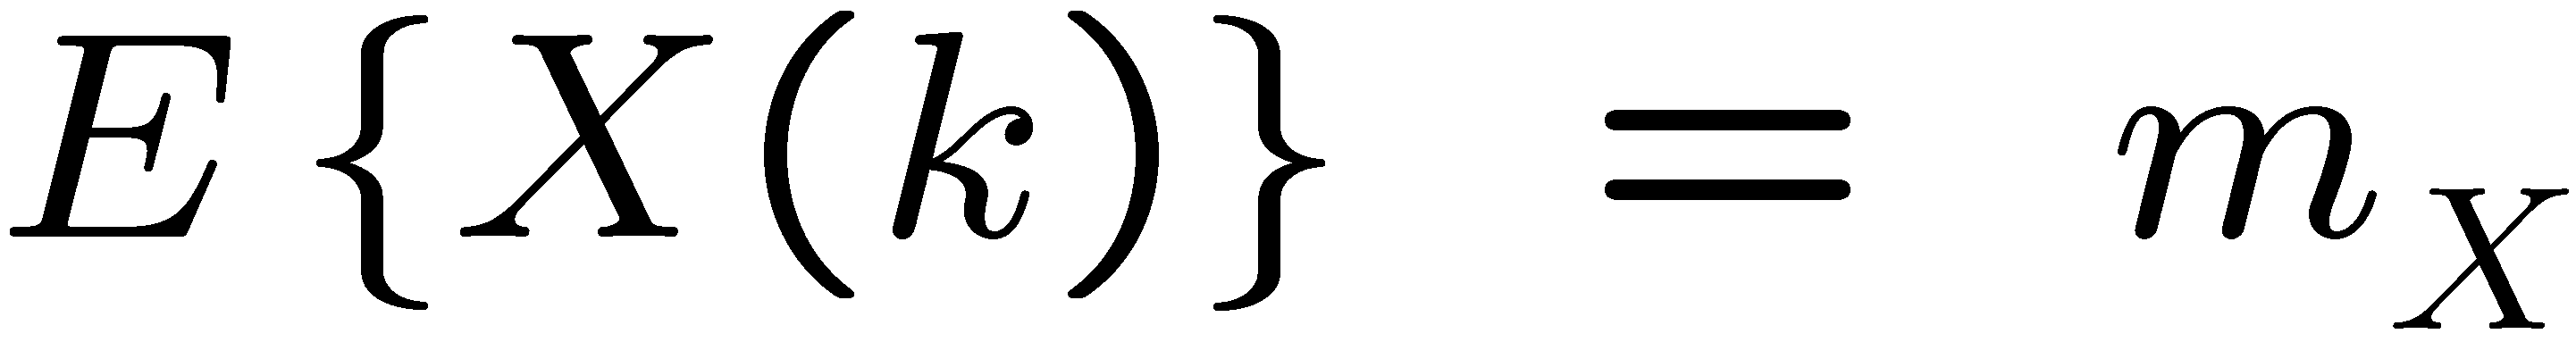 E{X(k)} = m_X